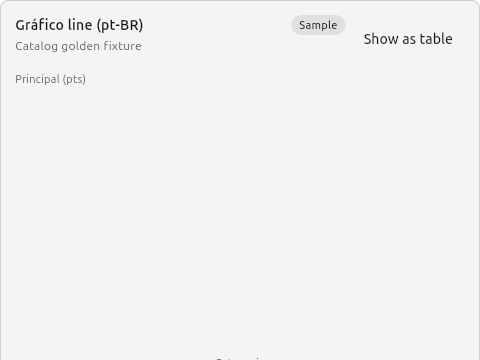 Gráfico line (pt-BR)
Sample
Show as table
Catalog golden fixture
Principal (pts)